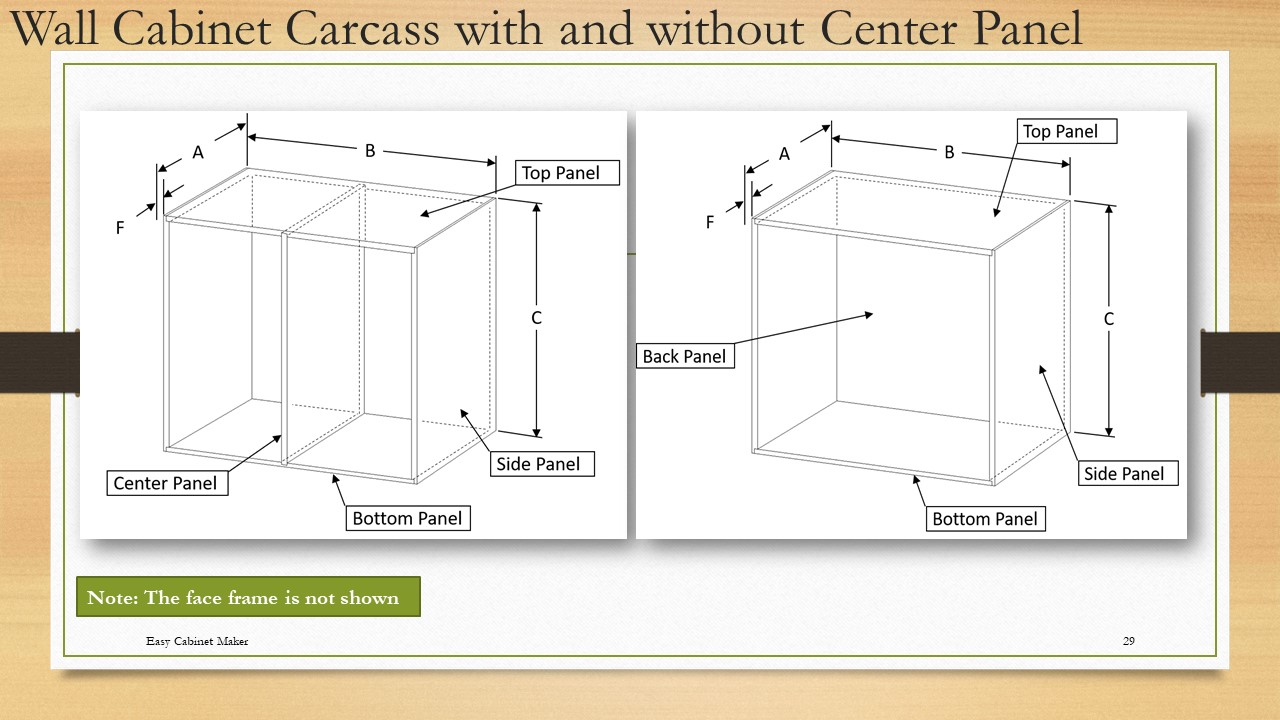 Wall Cabinet Carcass with and without Center Panel
A
B
Top Panel
F
C
Side Panel
Center Panel
Bottom Panel
Top Panel
A
B
F
C
Back Panel
Side Panel
Bottom Panel
Note: The face frame is not shown
Easy Cabinet Maker
29